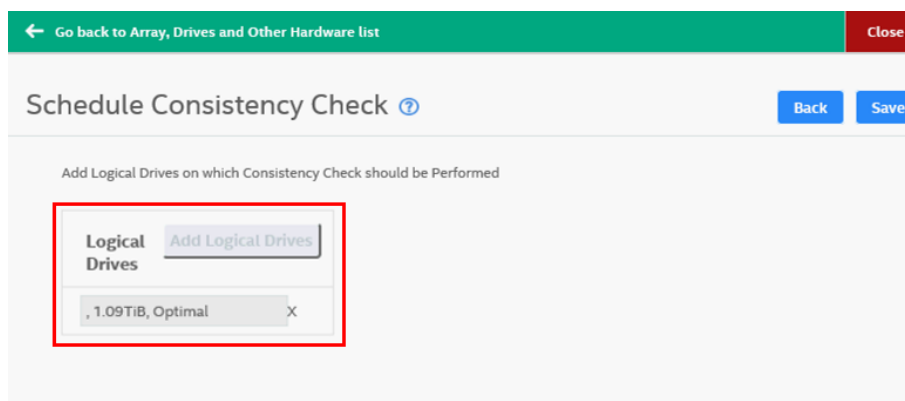 ← Go back to Array, Drives and Other Hardware list
Close
Schedule Consistency Check ?
Back
Save
Add Logical Drives on which Consistency Check should be Performed
Logical Drives
Add Logical Drives
, 1.09TiB, Optimal
X